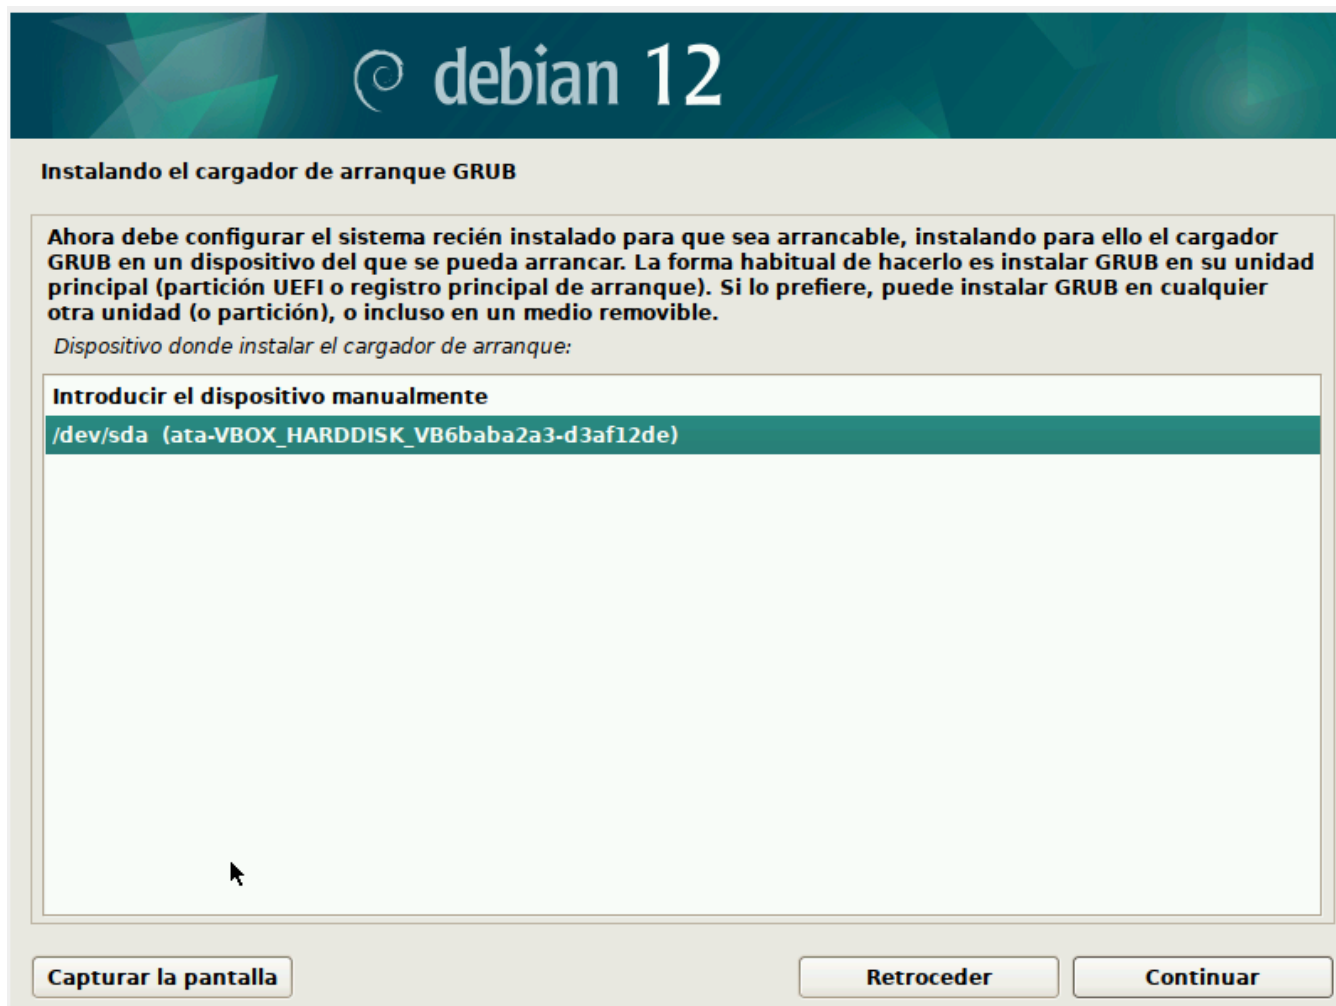 debian 12
Instalando el cargador de arranque GRUB
Ahora debe configurar el sistema recién instalado para que sea arrancable, instalando para ello el cargador
GRUB en un dispositivo del que se pueda arrancar. La forma habitual de hacerlo es instalar GRUB en su unidad
principal (partición UEFI o registro principal de arranque). Si lo prefiere, puede instalar GRUB en cualquier
otra unidad (o partición), o incluso en un medio removible.
Dispositivo donde instalar el cargador de arranque:
Introducir el dispositivo manualmente
/dev/sda  (ata-VBOX_HARDDISK_VB6baba2a3-d3af12de)
Capturar la pantalla
Retroceder
Continuar